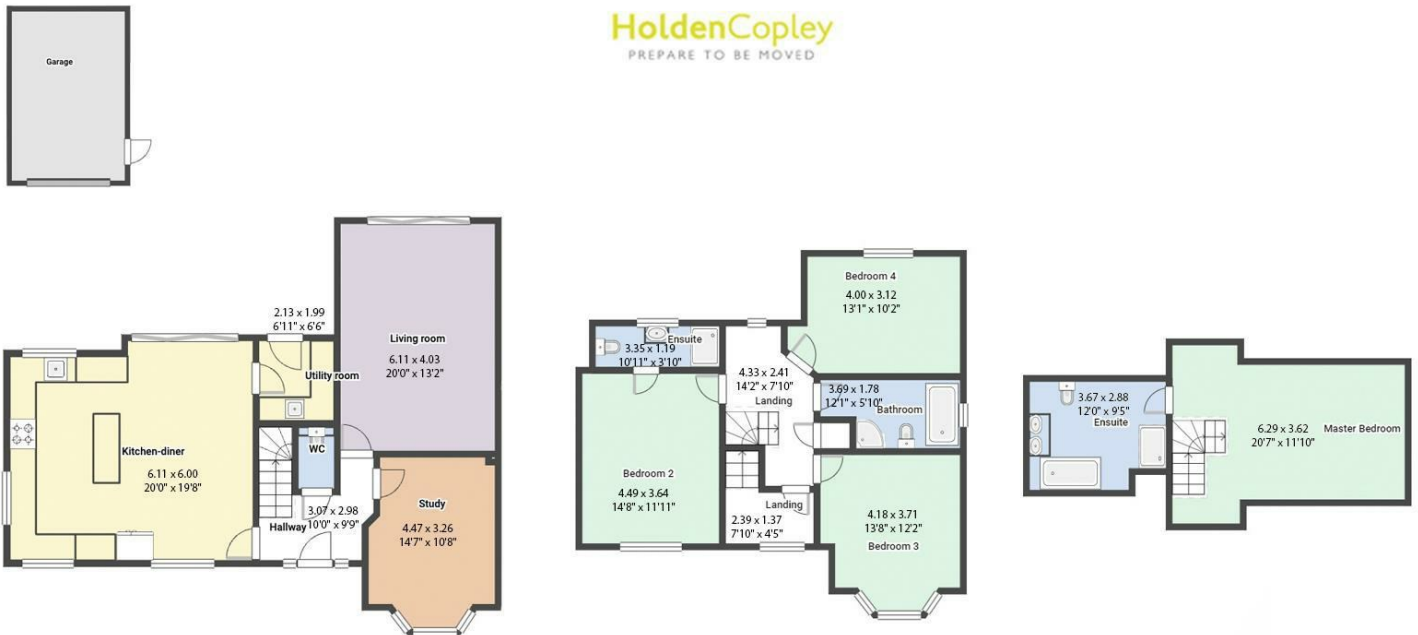 HoldenCopley
PREPARE TO BE MOVED
Garage
2.13 x 1.99
6'11" x 6'6"
Utility room
Living room
6.11 x 4.03
20'0" x 13'2"
Kitchen-diner
6.11 x 6.00
20'0" x 19'8"
WC
3.07 x 2.98
Hallway 10'0" x 9'9"
Study
4.47 x 3.26
14'7" x 10'8"
Bedroom 4
4.00 x 3.12
13'1" x 10'2"
Ensuite
3.35 x 1.19
10'11" x 3'10"
4.33 x 2.41
14'2" x 7'10"
Landing
3.69 x 1.78
12'1" x 5'10"
Bathroom
Bedroom 2
4.49 x 3.64
14'8" x 11'11"
Landing
2.39 x 1.37
7'10" x 4'5"
4.18 x 3.71
13'8" x 12'2"
Bedroom 3
3.67 x 2.88
12'0" x 9'5"
Ensuite
6.29 x 3.62
20'7" x 11'10"
Master Bedroom